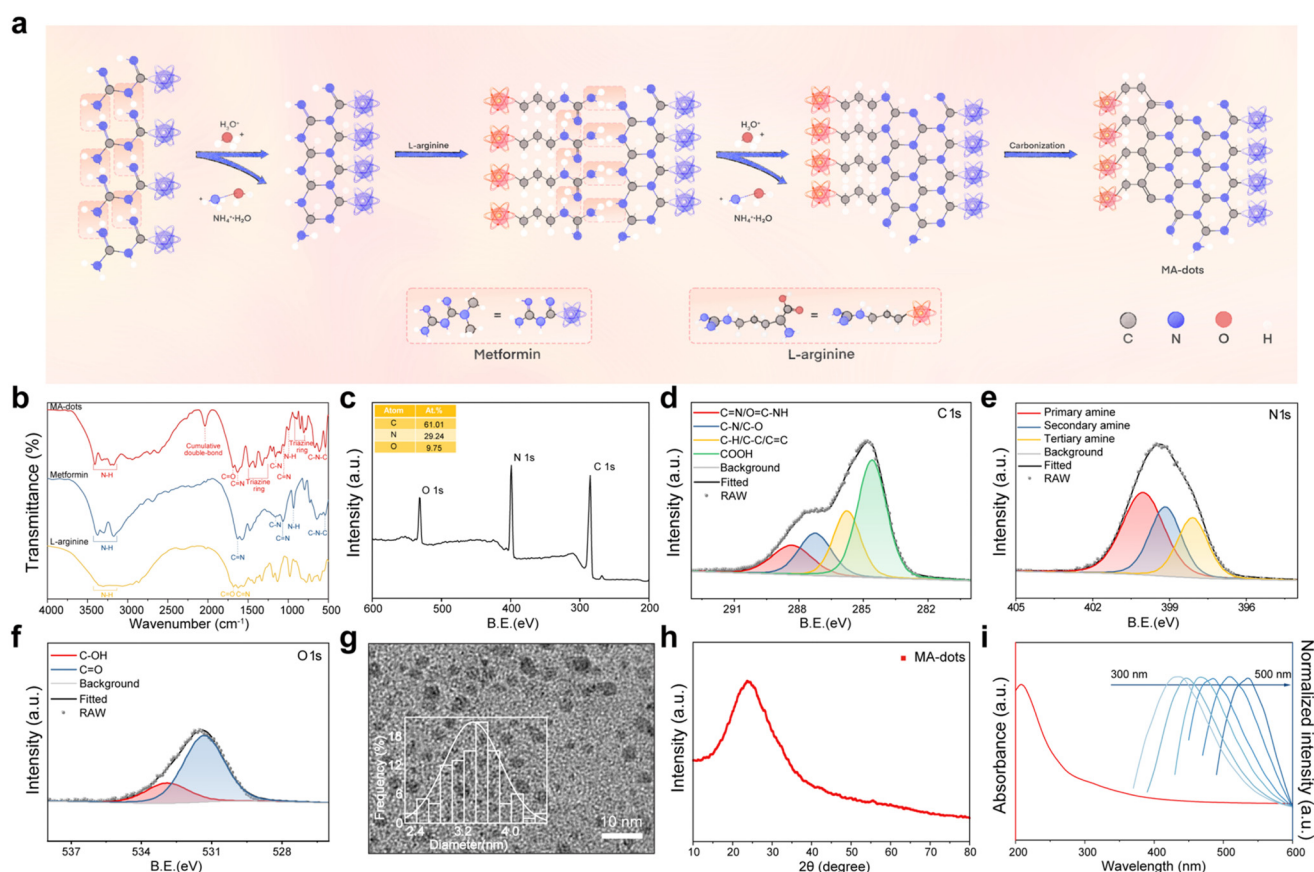 a
H₃O⁺
+
+
NH₄⁺·H₂O
L-arginine
H₃O⁺
+
+
NH₄⁺·H₂O
Carbonization
MA-dots
=
Metformin
=
L-arginine
C N O H
b
MA-dots
N-H
Cumulative
double-bond
C=O
C=N
Triazine
ring
C-N
C=N
N-H
Triazine
ring
C-N-C
Metformin
N-H
C=N
C-N
C=N
N-H
C-N-C
L-arginine
N-H
C=O
C=N
Transmittance (%)
4000 3500 3000 2500 2000 1500 1000 500
Wavenumber (cm⁻¹)
c
Atom At.%
C 61.01
N 29.24
O 9.75
O 1s
N 1s
C 1s
Intensity (a.u.)
600 500 400 300 200
B.E.(eV)
d
C=N/O=C-NH
C-N/C-O
C-H/C-C/C=C
COOH
Background
Fitted
RAW
C 1s
Intensity (a.u.)
291 288 285 282
B.E.(eV)
e
Primary amine
Secondary amine
Tertiary amine
Background
Fitted
RAW
N1s
Intensity (a.u.)
405 402 399 396
B.E.(eV)
f
C-OH
C=O
Background
Fitted
RAW
O1s
Intensity (a.u.)
537 534 531 528
B.E.(eV)
g
Frequency (%)
18
0
2.4 3.2 4.0
Diameter(nm)
10 nm
h
MA-dots
Intensity (a.u.)
10 20 30 40 50 60 70 80
2θ (degree)
i
300 nm 500 nm
Absorbance (a.u.)
Normalized intensity (a.u.)
200 300 400 500 600
Wavelength (nm)